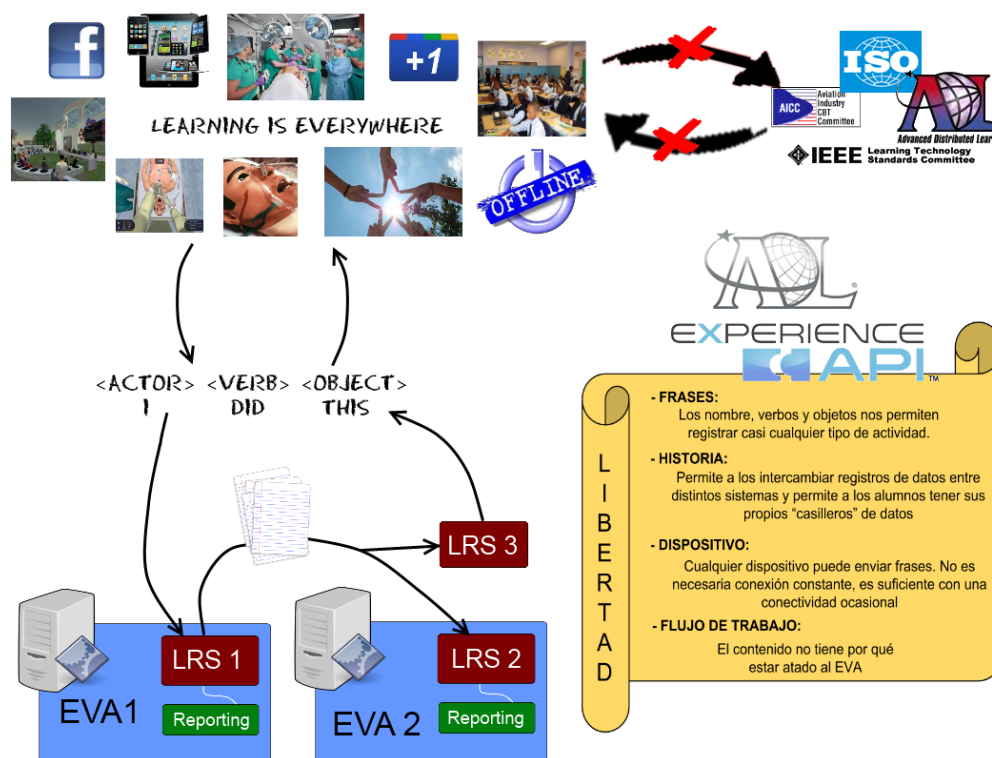 f
+1
LEARNING IS EVERYWHERE
OFFLINE
ISO
AICC
Aviation
Industry
CBT
Committee
ADL
Advanced Distributed Lear
IEEE Learning Technology
Standards Committee
<ACTOR> <VERB> <OBJECT>
I DID THIS
LRS 3
LRS 1
Reporting
EVA1
LRS 2
Reporting
EVA 2
ADL
EXPERIENCE
API™
LIBERTAD
- FRASES:
Los nombre, verbos y objetos nos permiten
registrar casi cualquier tipo de actividad.
- HISTORIA:
Permite a los intercambiar registros de datos entre
distintos sistemas y permite a los alumnos tener sus
propios “casilleros” de datos
- DISPOSITIVO:
Cualquier dispositivo puede enviar frases. No es
necesaria conexión constante, es suficiente con una
conectividad ocasional
- FLUJO DE TRABAJO:
El contenido no tiene por qué
estar atado al EVA